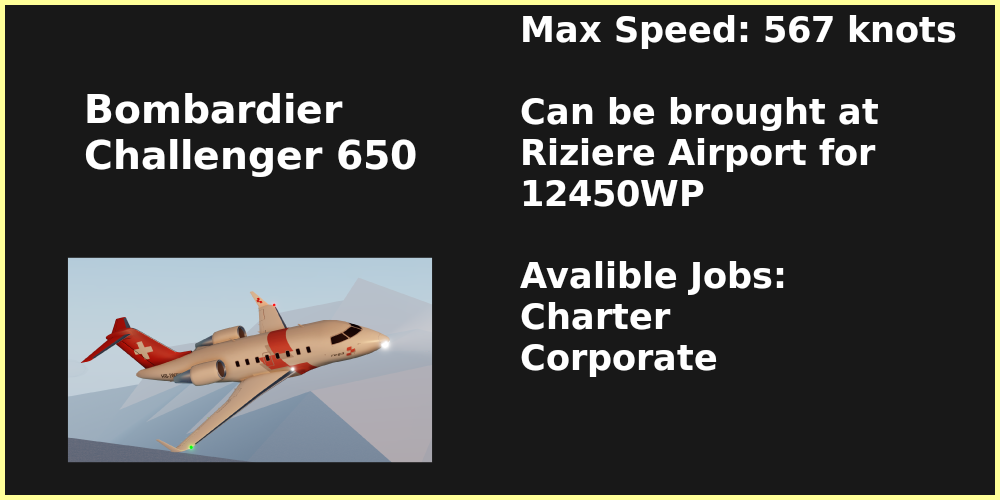 Bombardier
Challenger 650
Max Speed: 567 knots
Can be brought at
Riziere Airport for
12450WP
Avalible Jobs:
Charter
Corporate